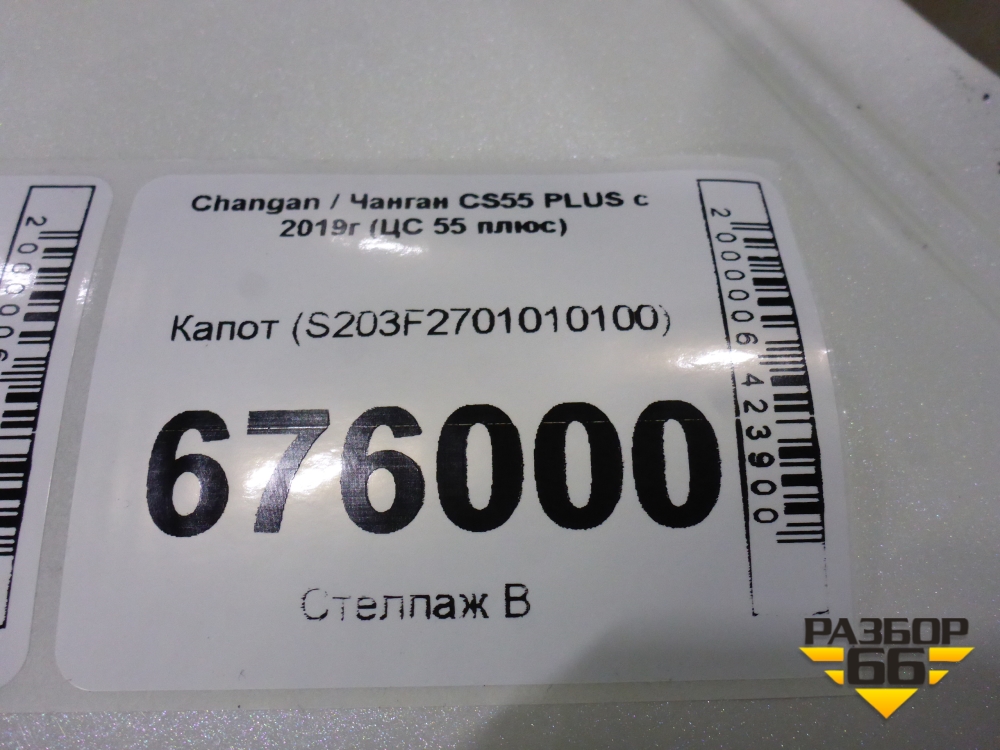 Changan / Чанган CS55 PLUS с
2019г (ЦС 55 плюс)
Капот (S203F2701010100)
676000
Стеллаж В
2000006423900
РАЗБОР
66